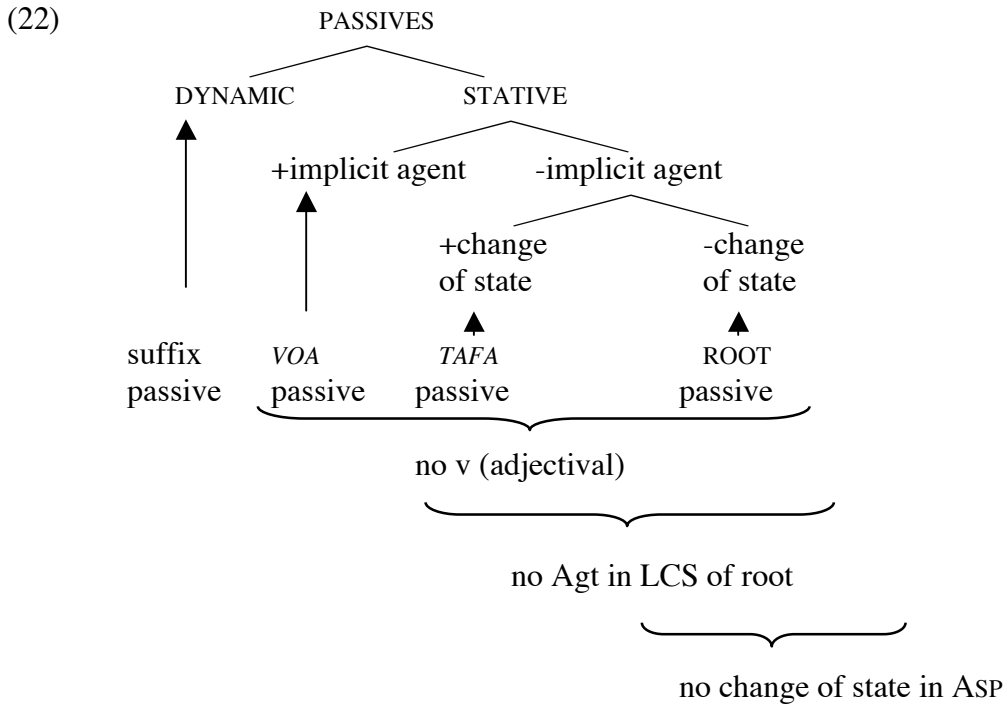 (22) PASSIVES
DYNAMIC STATIVE
+implicit agent -implicit agent
+change -change
of state of state
suffix VOA TAFA ROOT
passive passive passive passive
no v (adjectival)
no Agt in LCS of root
no change of state in ASP